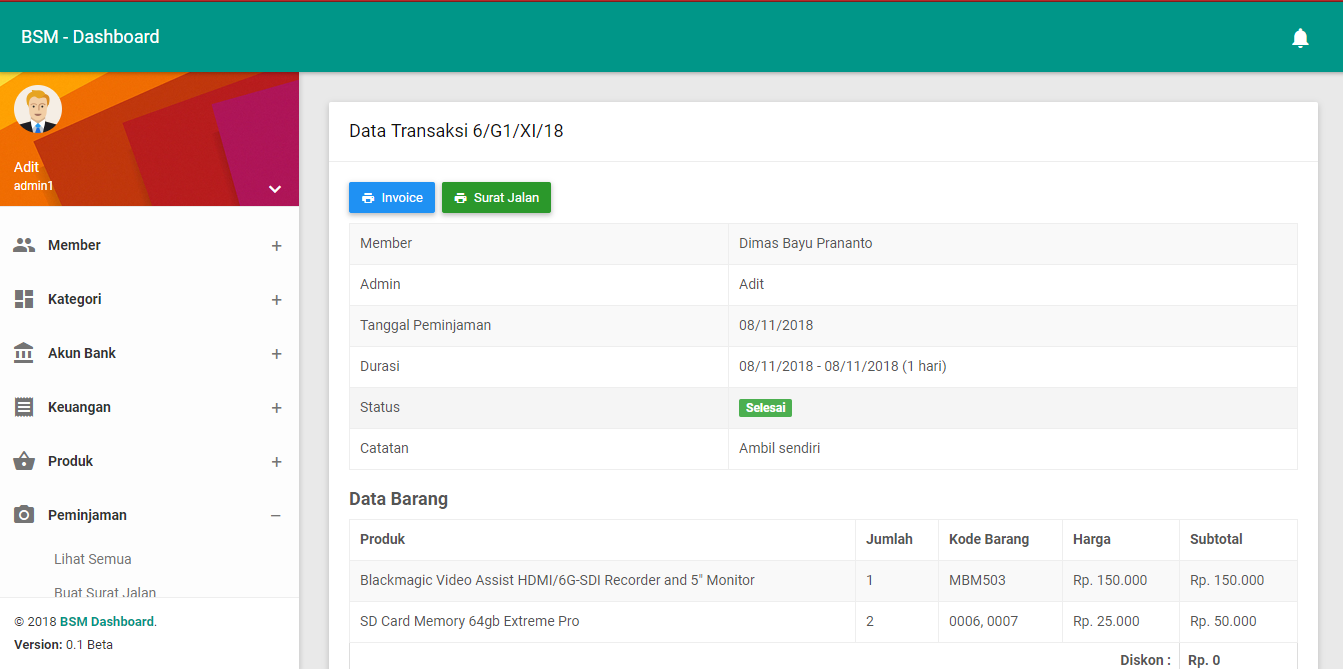 BSM - Dashboard
Adit
admin1
Member
Kategori
Akun Bank
Keuangan
Produk
Peminjaman
Lihat Semua
Buat Surat Jalan
© 2018 BSM Dashboard.
Version: 0.1 Beta
Data Transaksi 6/G1/XI/18
Invoice Surat Jalan
Member Dimas Bayu Prananto
Admin Adit
Tanggal Peminjaman 08/11/2018
Durasi 08/11/2018 - 08/11/2018 (1 hari)
Status Selesai
Catatan Ambil sendiri
Data Barang
Produk Jumlah Kode Barang Harga Subtotal
Blackmagic Video Assist HDMI/6G-SDI Recorder and 5" Monitor 1 MBM503 Rp. 150.000 Rp. 150.000
SD Card Memory 64gb Extreme Pro 2 0006, 0007 Rp. 25.000 Rp. 50.000
Diskon : Rp. 0